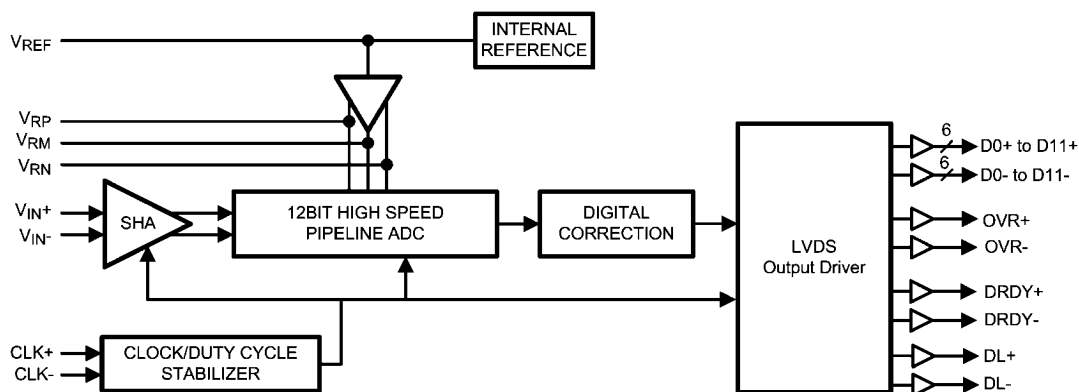 VREF
INTERNAL
REFERENCE
VRP
VRM
VRN
VIN+
VIN-
SHA
12BIT HIGH SPEED
PIPELINE ADC
DIGITAL
CORRECTION
LVDS
Output Driver
6
D0+ to D11+
6
D0- to D11-
OVR+
OVR-
DRDY+
DRDY-
DL+
DL-
CLK+
CLK-
CLOCK/DUTY CYCLE
STABILIZER